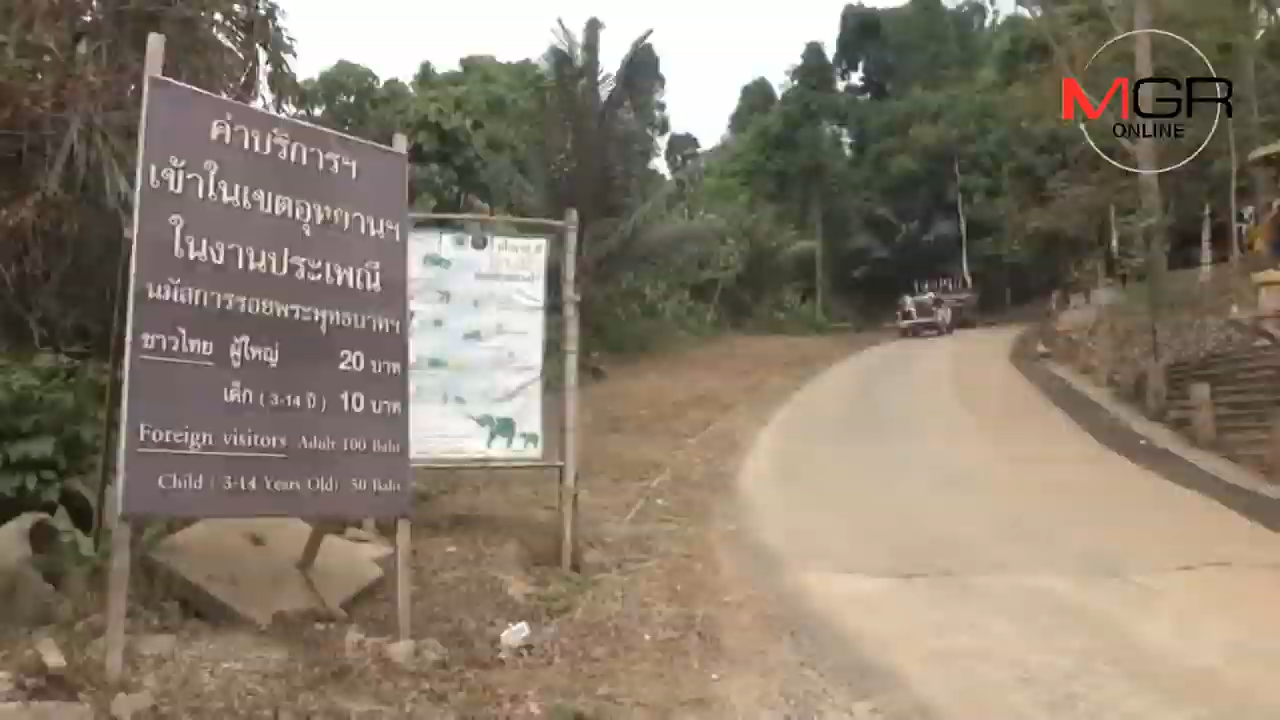 ค่าบริการฯ
เข้าในเขตอุทยานฯ
ในงานประเพณี
นมัสการรอยพระพุทธบาทฯ
ชาวไทย ผู้ใหญ่ 20 บาท
เด็ก ( 3-14 ปี ) 10 บาท
Foreign visitors Adult 100 Baht
Child ( 3-14 Years Old) 50 Baht
MGR
ONLINE